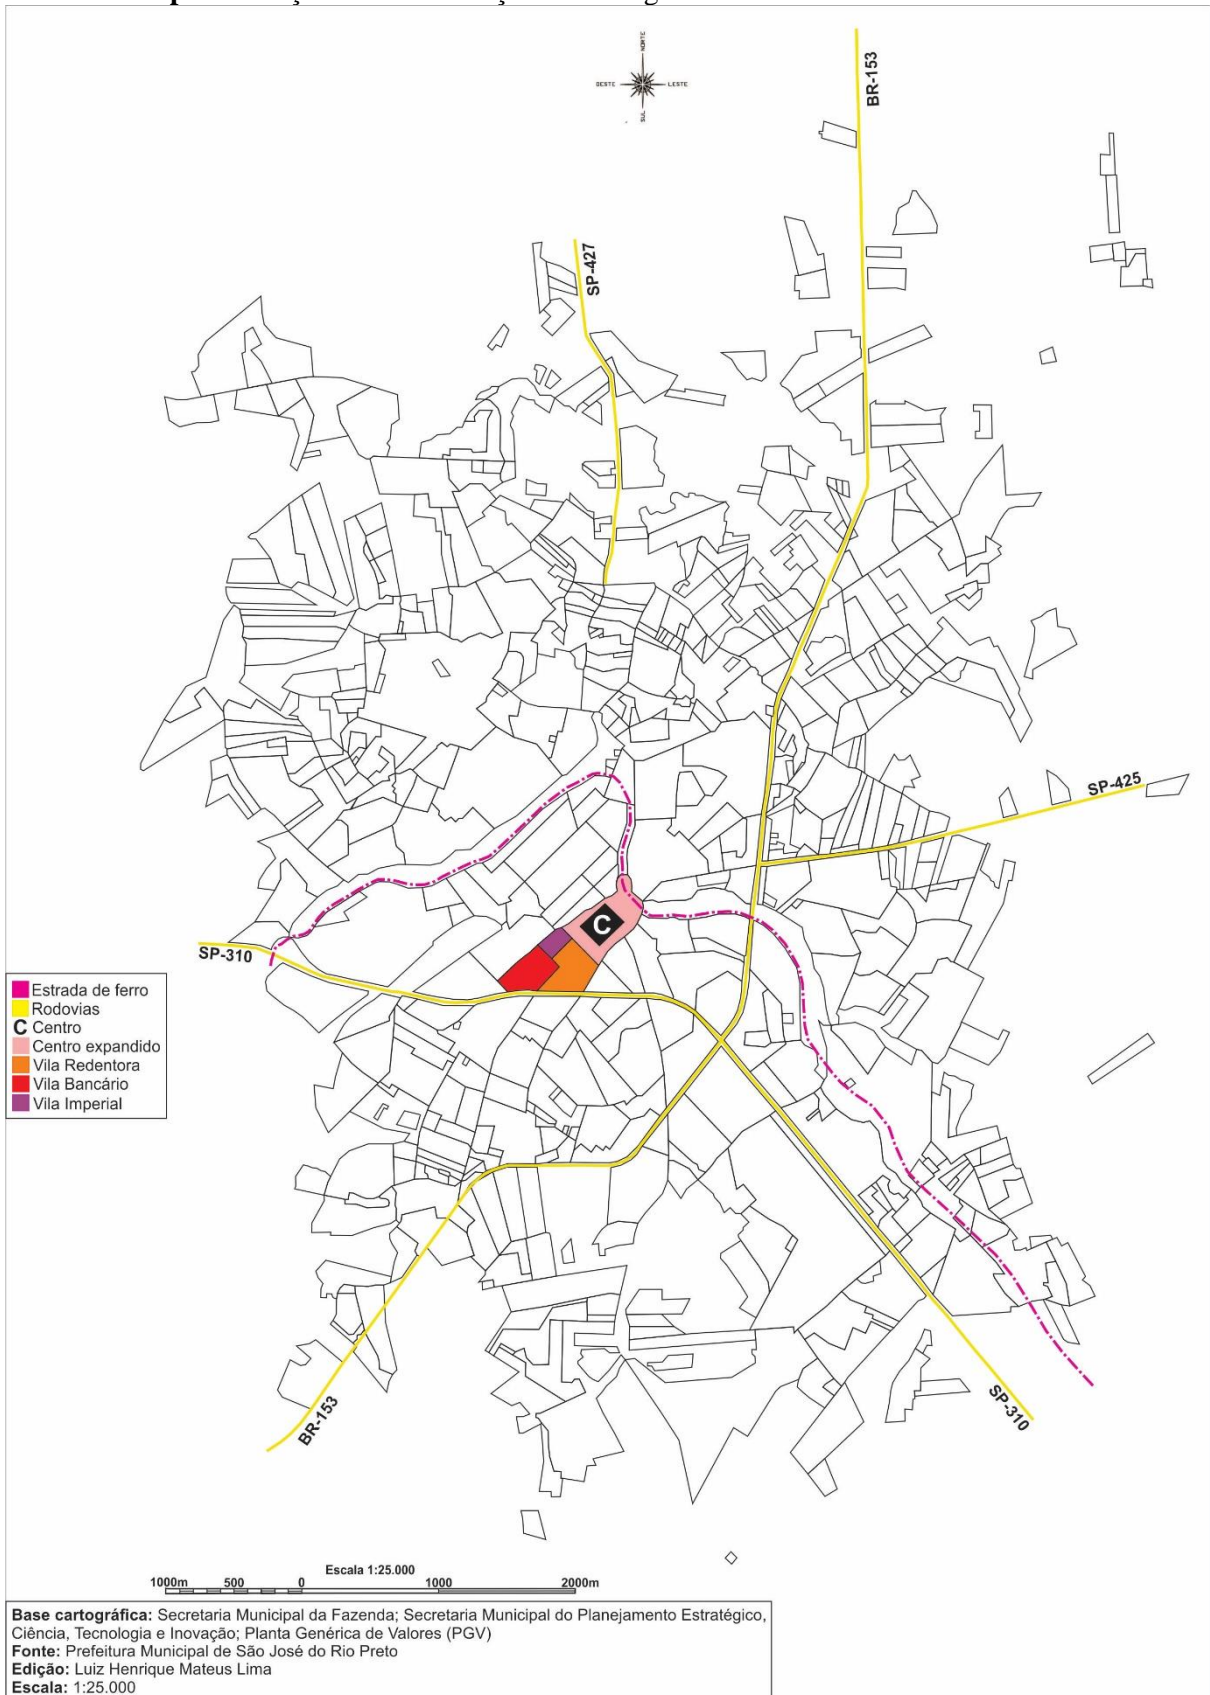 NORTE
OESTE
LESTE
SUL
BR-153
SP-427
SP-425
SP-310
Estrada de ferro
Rodovias
C Centro
Centro expandido
Vila Redentora
Vila Bancário
Vila Imperial
C
BR-153
SP-310
Escala 1:25.000
1000m 500 0 1000 2000m
Base cartográfica: Secretaria Municipal da Fazenda; Secretaria Municipal do Planejamento Estratégico,
Ciência, Tecnologia e Inovação; Planta Genérica de Valores (PGV)
Fonte: Prefeitura Municipal de São José do Rio Preto
Edição: Luiz Henrique Mateus Lima
Escala: 1:25.000